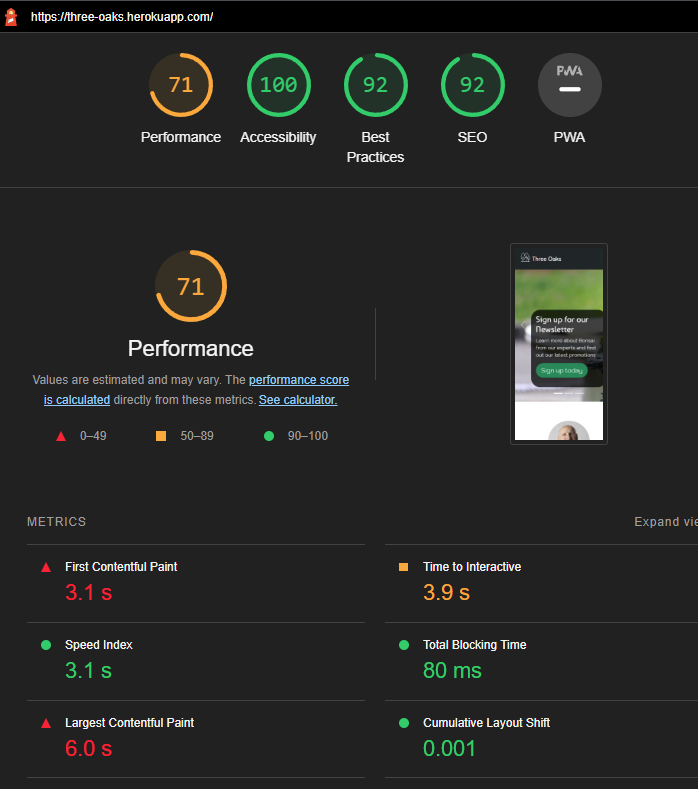 https://three-oaks.herokuapp.com/
71
100
92
92
PWA
Performance
Accessibility
Best
Practices
SEO
PWA
71
Performance
Values are estimated and may vary. The performance score
is calculated directly from these metrics. See calculator.
0–49
50–89
90–100
Three Oaks
Sign up for our
Newsletter
Learn more about Bonsai
from our experts and find
out our latest promotions
Sign up today
METRICS
Expand vie
First Contentful Paint
3.1 s
Time to Interactive
3.9 s
Speed Index
3.1 s
Total Blocking Time
80 ms
Largest Contentful Paint
6.0 s
Cumulative Layout Shift
0.001